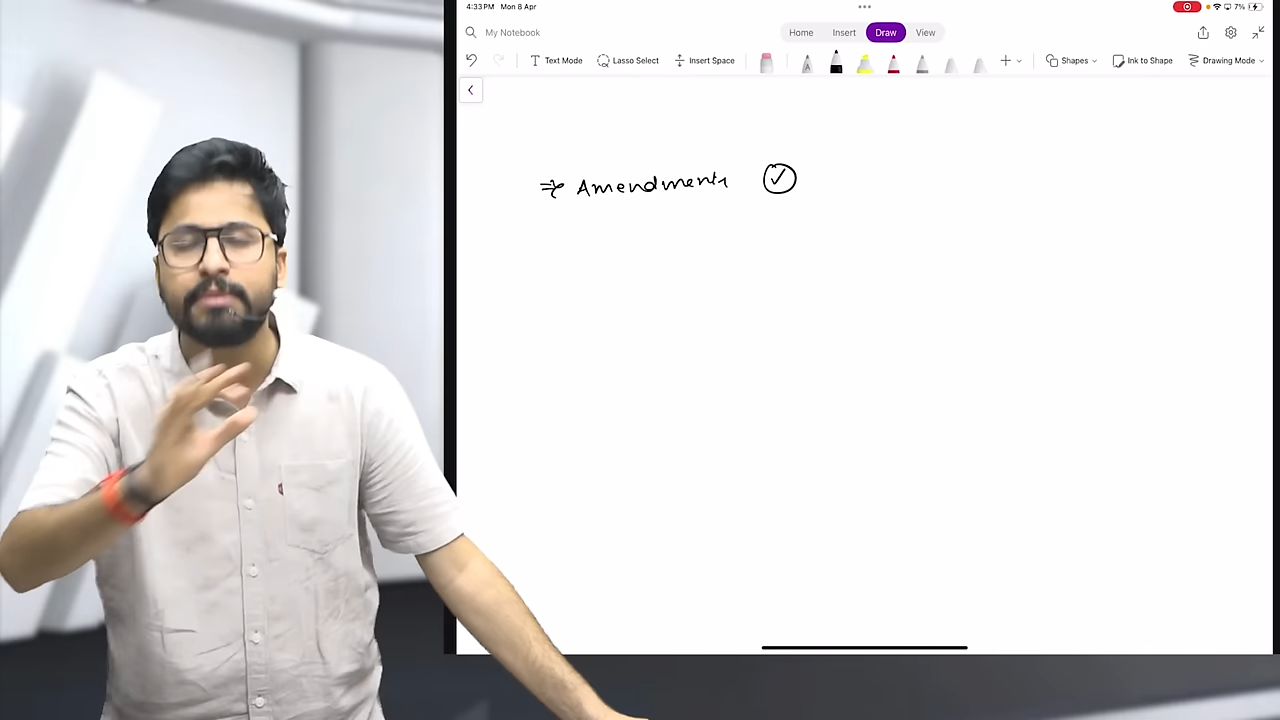 4:33 PM Mon 8 Apr 7%
My Notebook Home Insert Draw View
Text Mode Lasso Select Insert Space Shapes Ink to Shape Drawing Mode
⇒ Amendments ✓